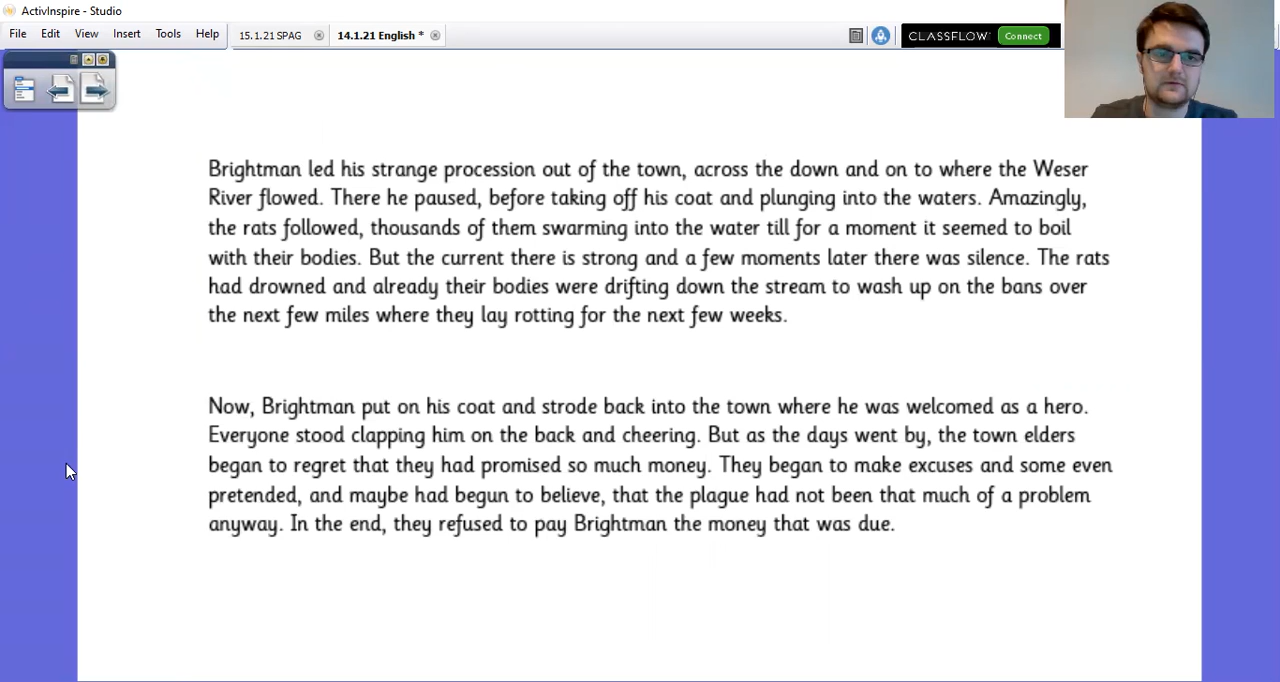 ActivInspire - Studio
File Edit View Insert Tools Help 15.1.21 SPAG 14.1.21 English * CLASSFLOW Connect
Brightman led his strange procession out of the town, across the down and on to where the Weser
River flowed. There he paused, before taking off his coat and plunging into the waters. Amazingly,
the rats followed, thousands of them swarming into the water till for a moment it seemed to boil
with their bodies. But the current there is strong and a few moments later there was silence. The rats
had drowned and already their bodies were drifting down the stream to wash up on the bans over
the next few miles where they lay rotting for the next few weeks.
Now, Brightman put on his coat and strode back into the town where he was welcomed as a hero.
Everyone stood clapping him on the back and cheering. But as the days went by, the town elders
began to regret that they had promised so much money. They began to make excuses and some even
pretended, and maybe had begun to believe, that the plague had not been that much of a problem
anyway. In the end, they refused to pay Brightman the money that was due.